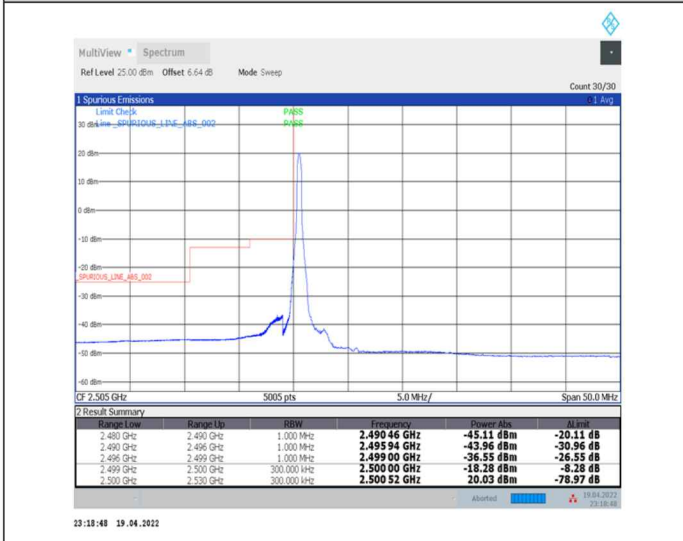 MultiView Spectrum
Ref Level 25.00 dBm Offset 6.64 dB Mode Sweep
Count 30/30
1 Spurious Emissions 1 Avg
Limit Check PASS
30 dBm Line _SPURIOUS_LINE_ABS_002 PASS
20 dBm
10 dBm
0 dBm
-10 dBm
-20 dBm
_SPURIOUS_LINE_ABS_002
-30 dBm
-40 dBm
-50 dBm
-60 dBm
CF 2.505 GHz 5005 pts 5.0 MHz/ Span 50.0 MHz
2 Result Summary
Range Low Range Up RBW Frequency Power Abs ΔLimit
2.480 GHz 2.490 GHz 1.000 MHz 2.490 46 GHz -45.11 dBm -20.11 dB
2.490 GHz 2.496 GHz 1.000 MHz 2.495 94 GHz -43.96 dBm -30.96 dB
2.496 GHz 2.499 GHz 1.000 MHz 2.499 00 GHz -36.55 dBm -26.55 dB
2.499 GHz 2.500 GHz 300.000 kHz 2.500 00 GHz -18.28 dBm -8.28 dB
2.500 GHz 2.530 GHz 300.000 kHz 2.500 52 GHz 20.03 dBm -78.97 dB
Aborted 19.04.2022
23:18:48
23:18:48 19.04.2022